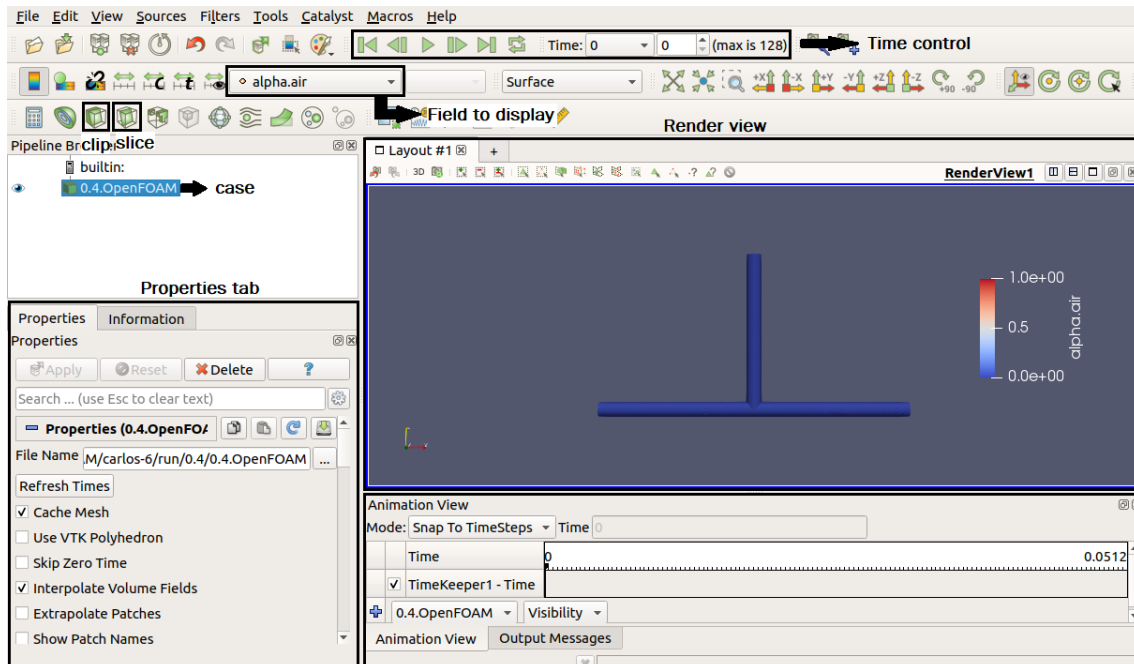 File Edit View Sources Filters Tools Catalyst Macros Help
Time: 0 0 (max is 128) Time control
alpha.air Surface +X -X +Y -Y +Z -Z +90 -90
Field to display
Render view
clip slice
Pipeline Br
builtin:
0.4.OpenFOAM case
Properties tab
Properties Information
Properties
Apply Reset Delete ?
Search ... (use Esc to clear text)
Properties (0.4.OpenFO
File Name .M/carlos-6/run/0.4/0.4.OpenFOAM ...
Refresh Times
Cache Mesh
Use VTK Polyhedron
Skip Zero Time
Interpolate Volume Fields
Extrapolate Patches
Show Patch Names
Layout #1 +
3D RenderView1
1.0e+00
0.5
0.0e+00
alpha.air
Animation View
Mode: Snap To TimeSteps Time 0
Time 0 0.0512
TimeKeeper1 - Time
0.4.OpenFOAM Visibility
Animation View Output Messages